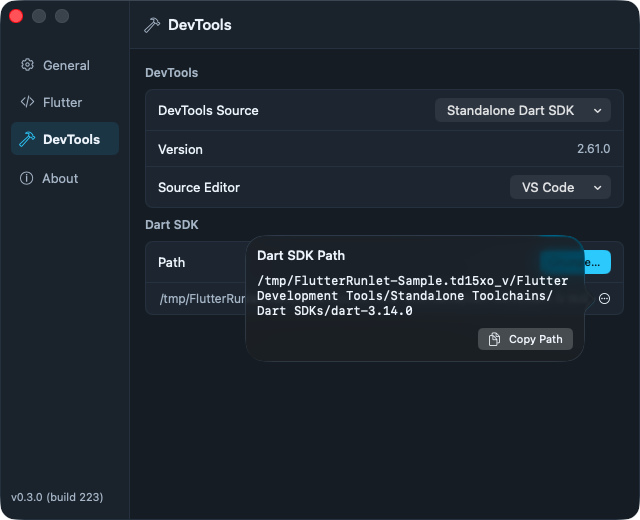 DevTools
General
Flutter
DevTools
About
DevTools
DevTools Source
Standalone Dart SDK
Version
2.61.0
Source Editor
VS Code
Dart SDK
Path
Dart SDK Path
/tmp/FlutterRunlet-Sample.td15xo_v/Flutter
Development Tools/Standalone Toolchains/
Dart SDKs/dart-3.14.0
Copy Path
/tmp/FlutterRun
v0.3.0 (build 223)